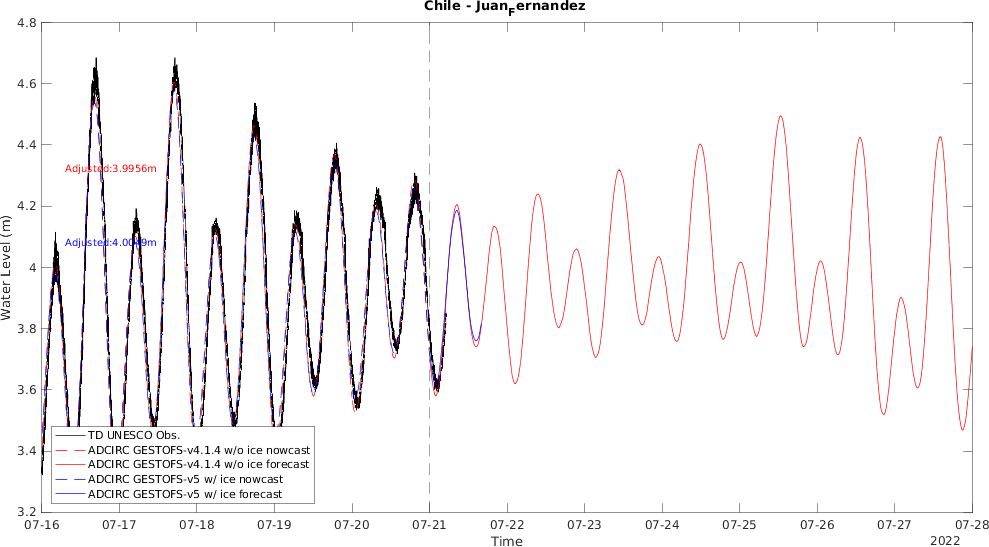 Chile - JuanFernandez
4.8
4.6
4.4
4.2
4
3.8
3.6
3.4
3.2
Water Level (m)
Adjusted:3.9956m
TD UNESCO Obs.
ADCIRC GESTOFS-v4.1.4 w/o ice nowcast
ADCIRC GESTOFS-v4.1.4 w/o ice forecast
ADCIRC GESTOFS-v5 w/ ice nowcast
ADCIRC GESTOFS-v5 w/ ice forecast
07-16 07-17 07-18 07-19 07-20 07-21 07-22 07-23 07-24 07-25 07-26 07-27 07-28
Time
2022